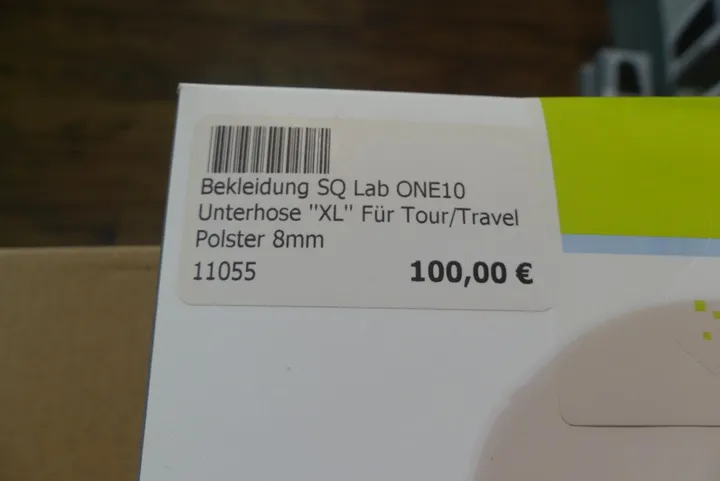 Bekleidung SQ Lab ONE10
Unterhose "XL" Für Tour/Travel
Polster 8mm
11055 100,00 €